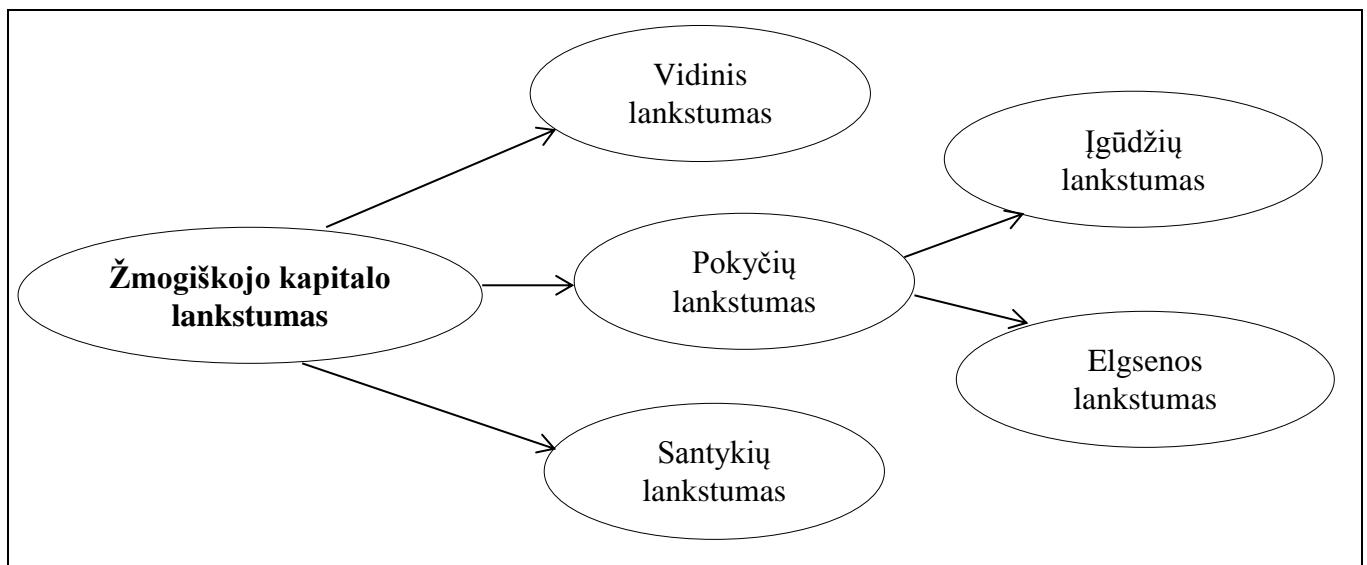 Vidinis
lankstumas
Įgūdžių
lankstumas
Žmogiškojo kapitalo
lankstumas
Pokyčių
lankstumas
Elgsenos
lankstumas
Santykių
lankstumas